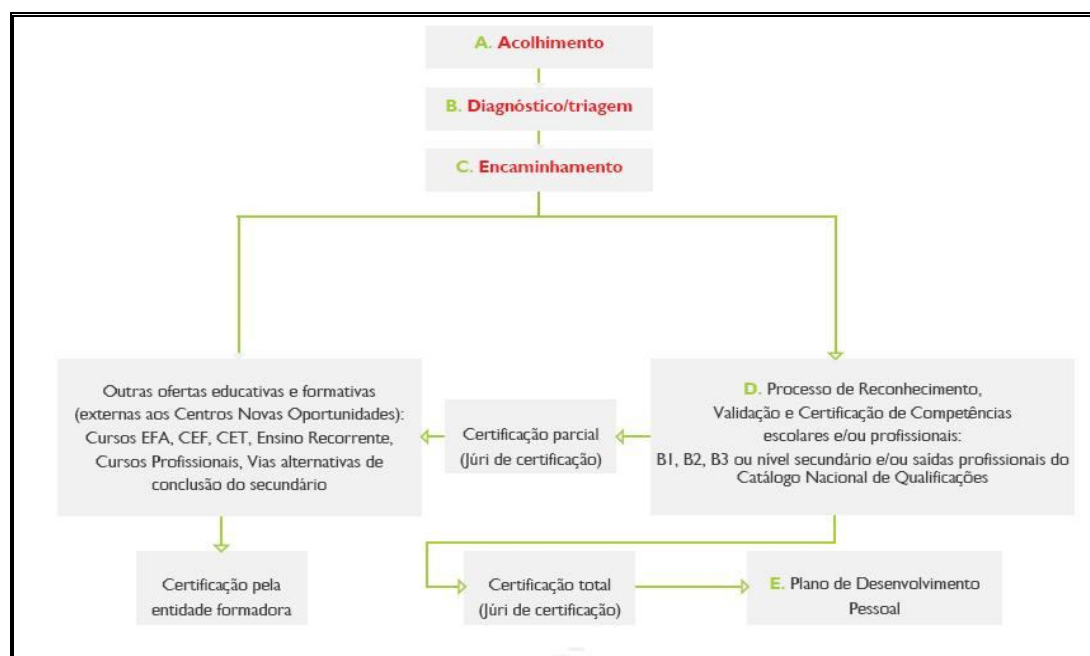 A. Acolhimento
B. Diagnóstico/triagem
C. Encaminhamento
Outras ofertas educativas e formativas
(externas aos Centros Novas Oportunidades):
Cursos EFA, CEF, CET, Ensino Recorrente,
Cursos Profissionais, Vias alternativas de
conclusão do secundário
Certificação parcial
(Júri de certificação)
D. Processo de Reconhecimento,
Validação e Certificação de Competências
escolares e/ou profissionais:
B1, B2, B3 ou nível secundário e/ou saídas profissionais do
Catálogo Nacional de Qualificações
Certificação pela
entidade formadora
Certificação total
(Júri de certificação)
E. Plano de Desenvolvimento
Pessoal